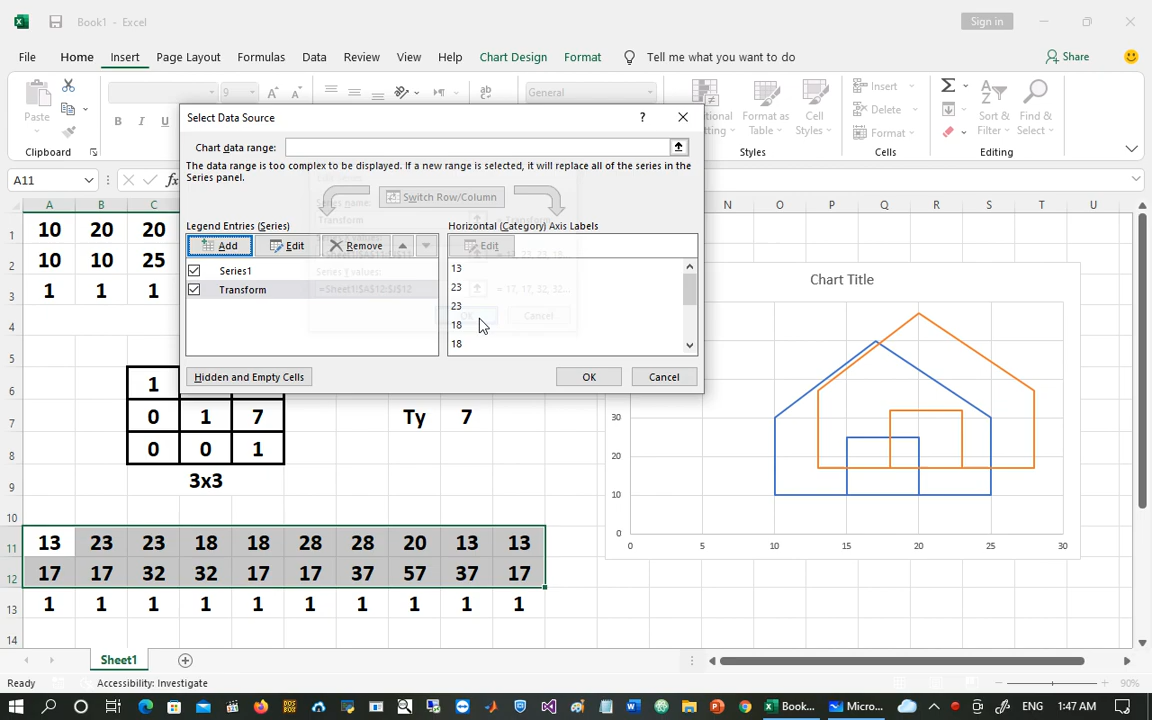 Book1 - Excel
Sign in
File Home Insert Page Layout Formulas Data Review View Help Chart Design Format Tell me what you want to do Share
Paste
B I U
Clipboard
9
General
Format as Table
Cell Styles
Styles
Insert
Delete
Format
Cells
Sort & Filter
Find & Select
Editing
A11
fx
Select Data Source
?
Chart data range:
The data range is too complex to be displayed. If a new range is selected, it will replace all of the series in the
Series panel.
Switch Row/Column
Legend Entries (Series)
Horizontal (Category) Axis Labels
Add Edit Remove
Edit
Series1
Transform
13
23
23
18
18
Hidden and Empty Cells
OK
Cancel
A B C N O P Q R S T U
1 10 20 20
2 10 10 25
3 1 1 1
4
5
6 1
7 0 1 7 Ty 7
8 0 0 1
9 3x3
10
11 13 23 23 18 18 28 28 20 13 13
12 17 17 32 32 17 17 37 57 37 17
13 1 1 1 1 1 1 1 1 1 1
14
Chart Title
30
20
10
0
0 5 10 15 20 25 30
Sheet1
Ready
Accessibility: Investigate
90%
Book...
Micro...
ENG
1:47 AM